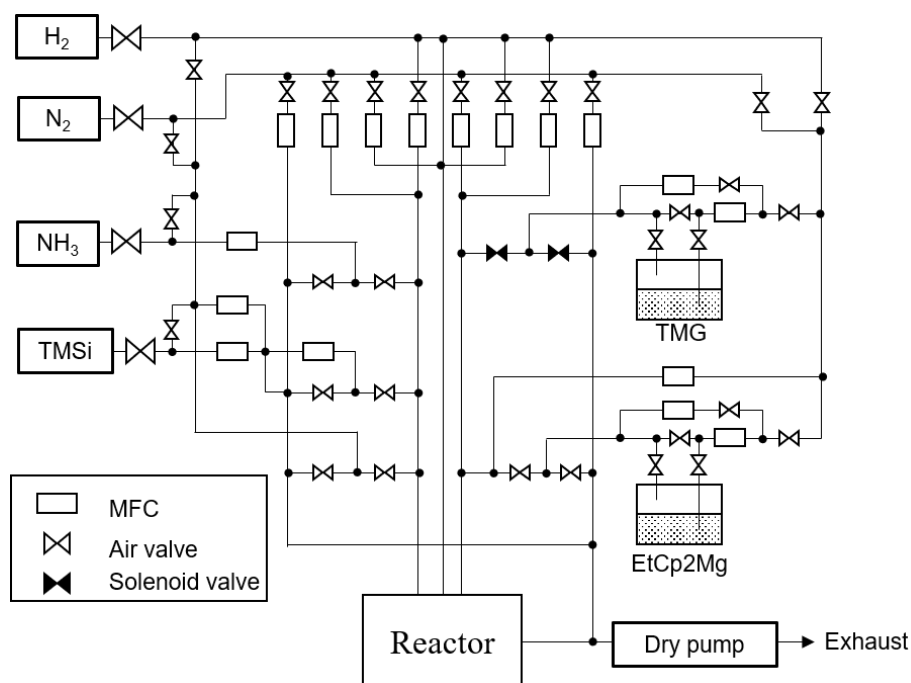 H₂
N₂
NH₃
TMSi
TMG
EtCp2Mg
MFC
Air valve
Solenoid valve
Reactor
Dry pump
Exhaust